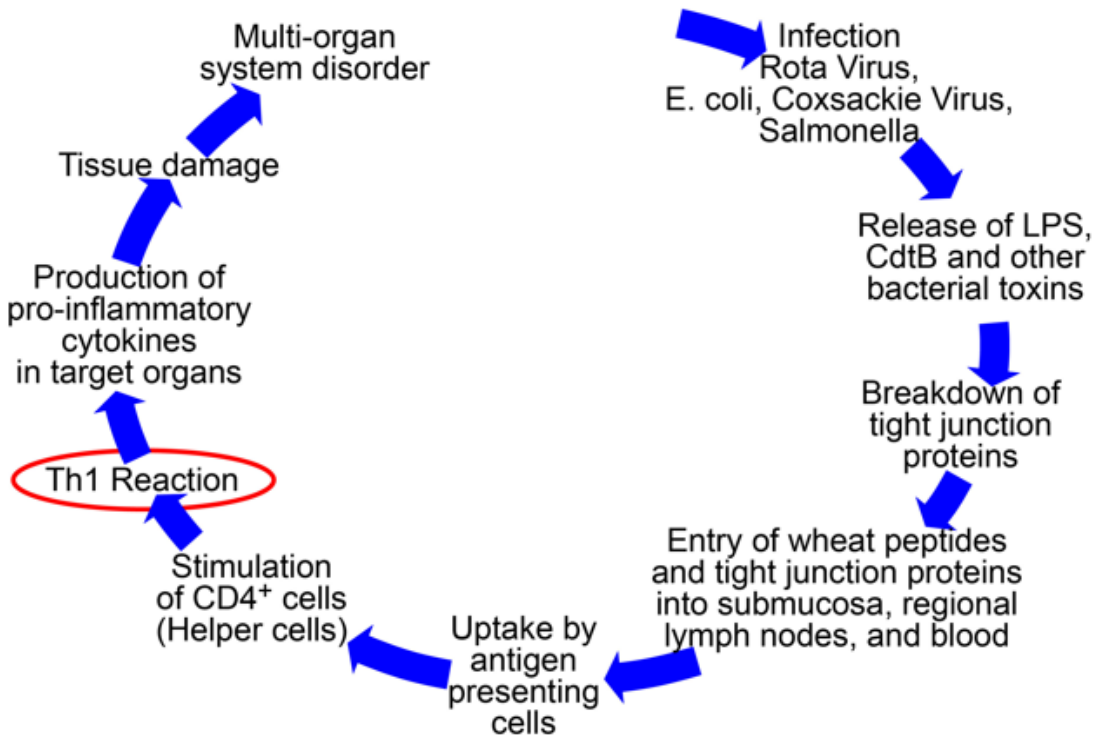 Infection
Rota Virus,
E. coli, Coxsackie Virus,
Salmonella
Release of LPS,
CdtB and other
bacterial toxins
Breakdown of
tight junction
proteins
Entry of wheat peptides
and tight junction proteins
into submucosa, regional
lymph nodes, and blood
Uptake by
antigen
presenting
cells
Stimulation
of CD4⁺ cells
(Helper cells)
Th1 Reaction
Production of
pro-inflammatory
cytokines
in target organs
Tissue damage
Multi-organ
system disorder